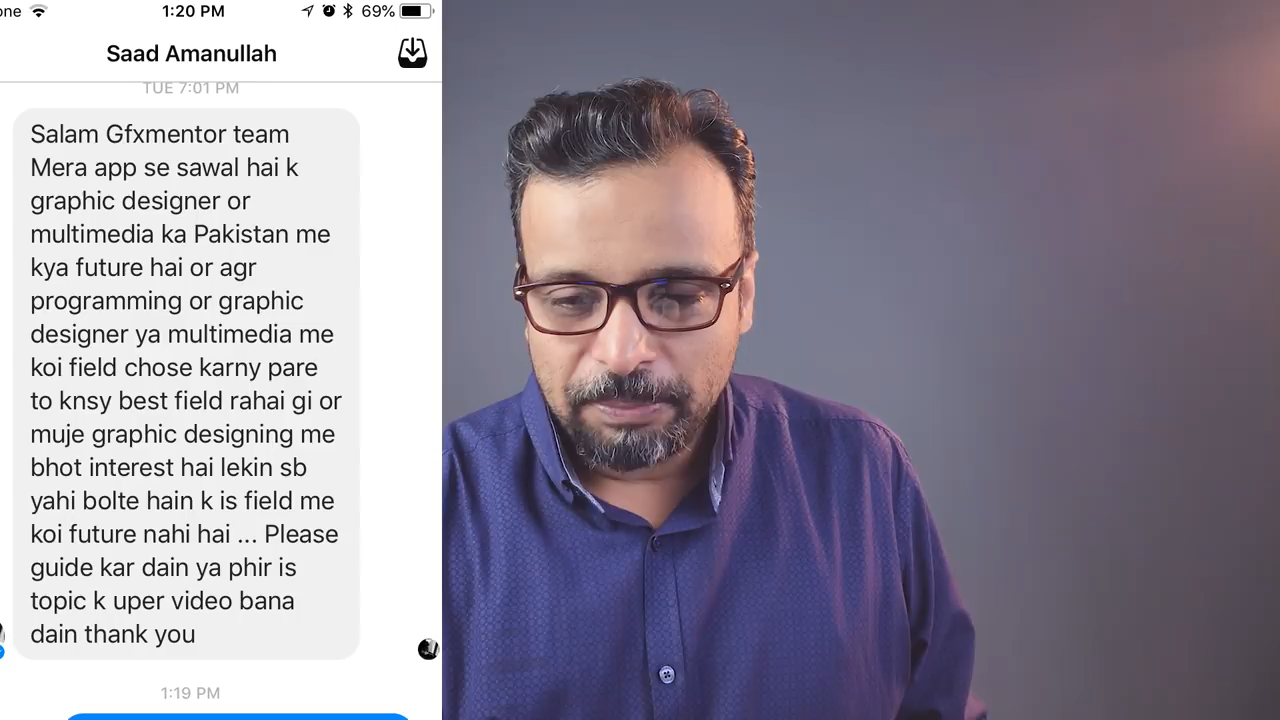 one 1:20 PM 69%
Saad Amanullah
TUE 7:01 PM
Salam Gfxmentor team
Mera app se sawal hai k
graphic designer or
multimedia ka Pakistan me
kya future hai or agr
programming or graphic
designer ya multimedia me
koi field chose karny pare
to knsy best field rahai gi or
muje graphic designing me
bhot interest hai lekin sb
yahi bolte hain k is field me
koi future nahi hai ... Please
guide kar dain ya phir is
topic k uper video bana
dain thank you
1:19 PM